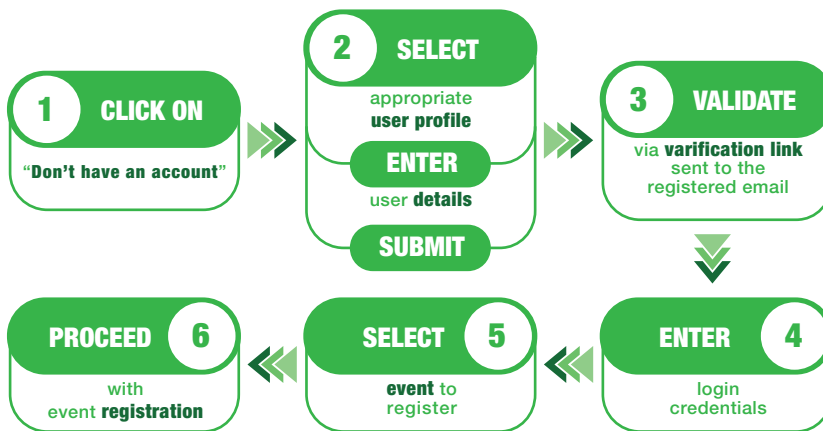 1 CLICK ON
“Don't have an account”
2 SELECT
appropriate
user profile
ENTER
user details
SUBMIT
3 VALIDATE
via varification link
sent to the
registered email
ENTER 4
login
credentials
SELECT 5
event to
register
PROCEED 6
with
event registration